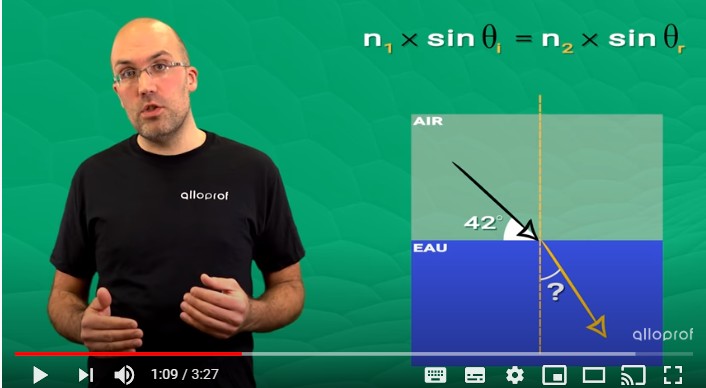 n₁ × sin θᵢ = n₂ × sin θᵣ
alloprof
AIR
42°
EAU
?
alloprof
1:09 / 3:27